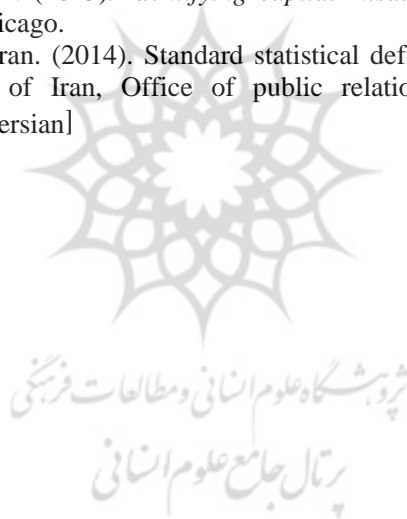 icago.
ran. (2014). Standard statistical defi
of Iran, Office of public relatio
ersian]
پژوهشگاه علوم انسانی و مطالعات فرهنگی
پرتال جامع علوم انسانی